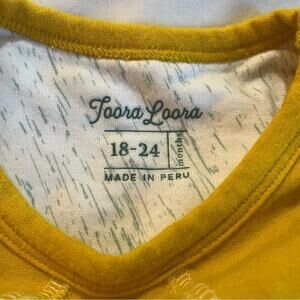 Toora Loora
18-24 months
MADE IN PERU